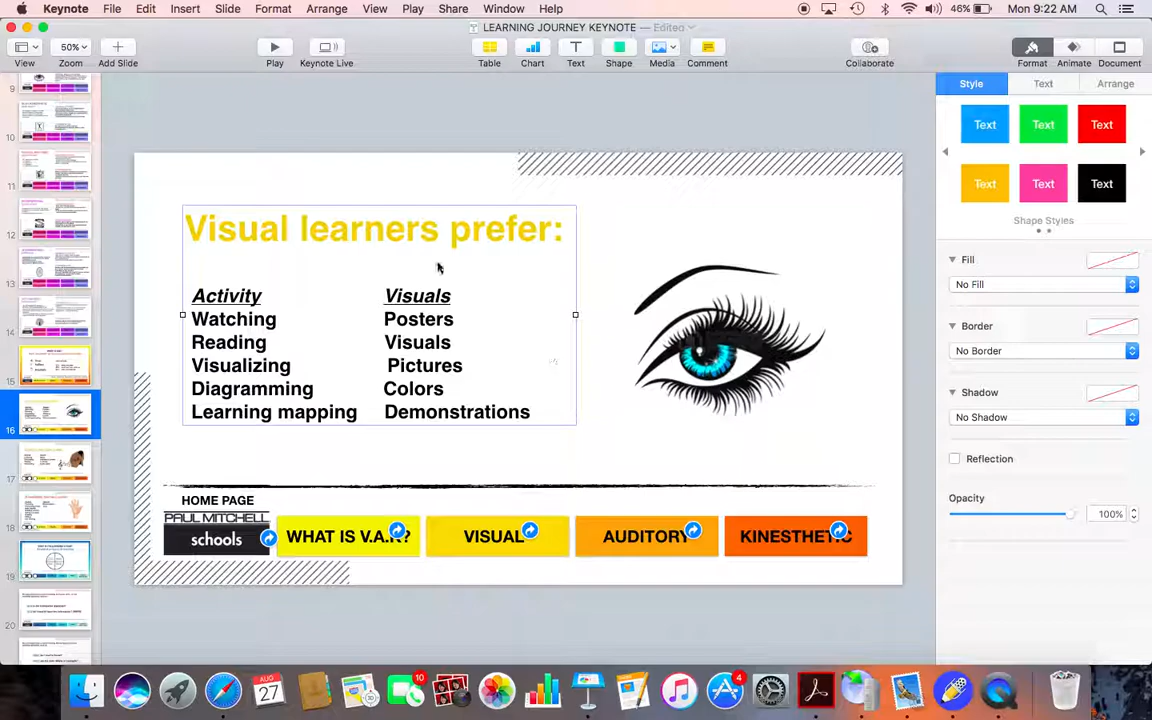 Keynote File Edit Insert Slide Format Arrange View Play Share Window Help 46% Mon 9:22 AM
LEARNING JOURNEY KEYNOTE — Edited
50%
View Zoom Add Slide Play Keynote Live Table Chart Text Shape Media Comment Collaborate Format Animate Document
Style Text Arrange
Text Text Text
Text Text Text
Shape Styles
Fill
No Fill
Border
No Border
Shadow
No Shadow
Reflection
Opacity
100%
9
10
11
12
13
14
15
16
17
18
19
20
Visual learners prefer:
Activity Visuals
Watching Posters
Reading Visuals
Visualizing Pictures
Diagramming Colors
Learning mapping Demonstrations
HOME PAGE
PAUL MITCHELL
schools
WHAT IS V.A.K? VISUAL AUDITORY KINESTHETIC
AUG
27
10
4